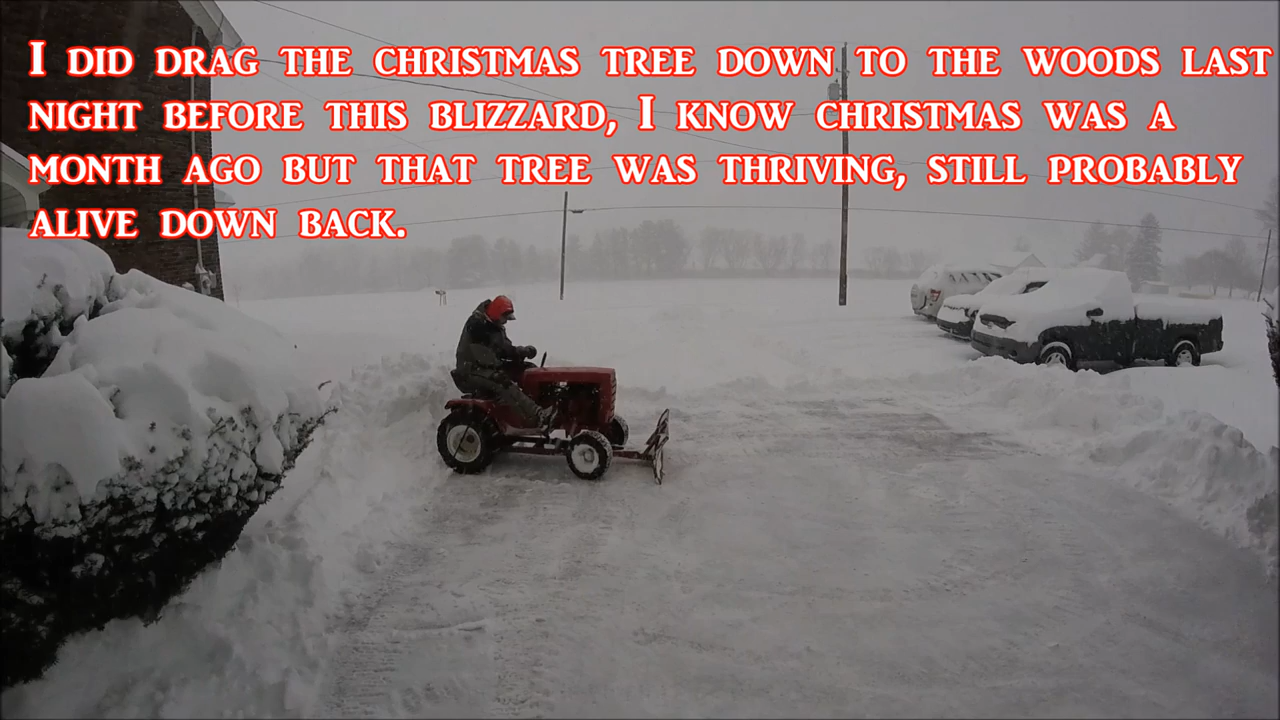 I DID DRAG THE CHRISTMAS TREE DOWN TO THE WOODS LAST
NIGHT BEFORE THIS BLIZZARD, I KNOW CHRISTMAS WAS A
MONTH AGO BUT THAT TREE WAS THRIVING, STILL PROBABLY
ALIVE DOWN BACK.